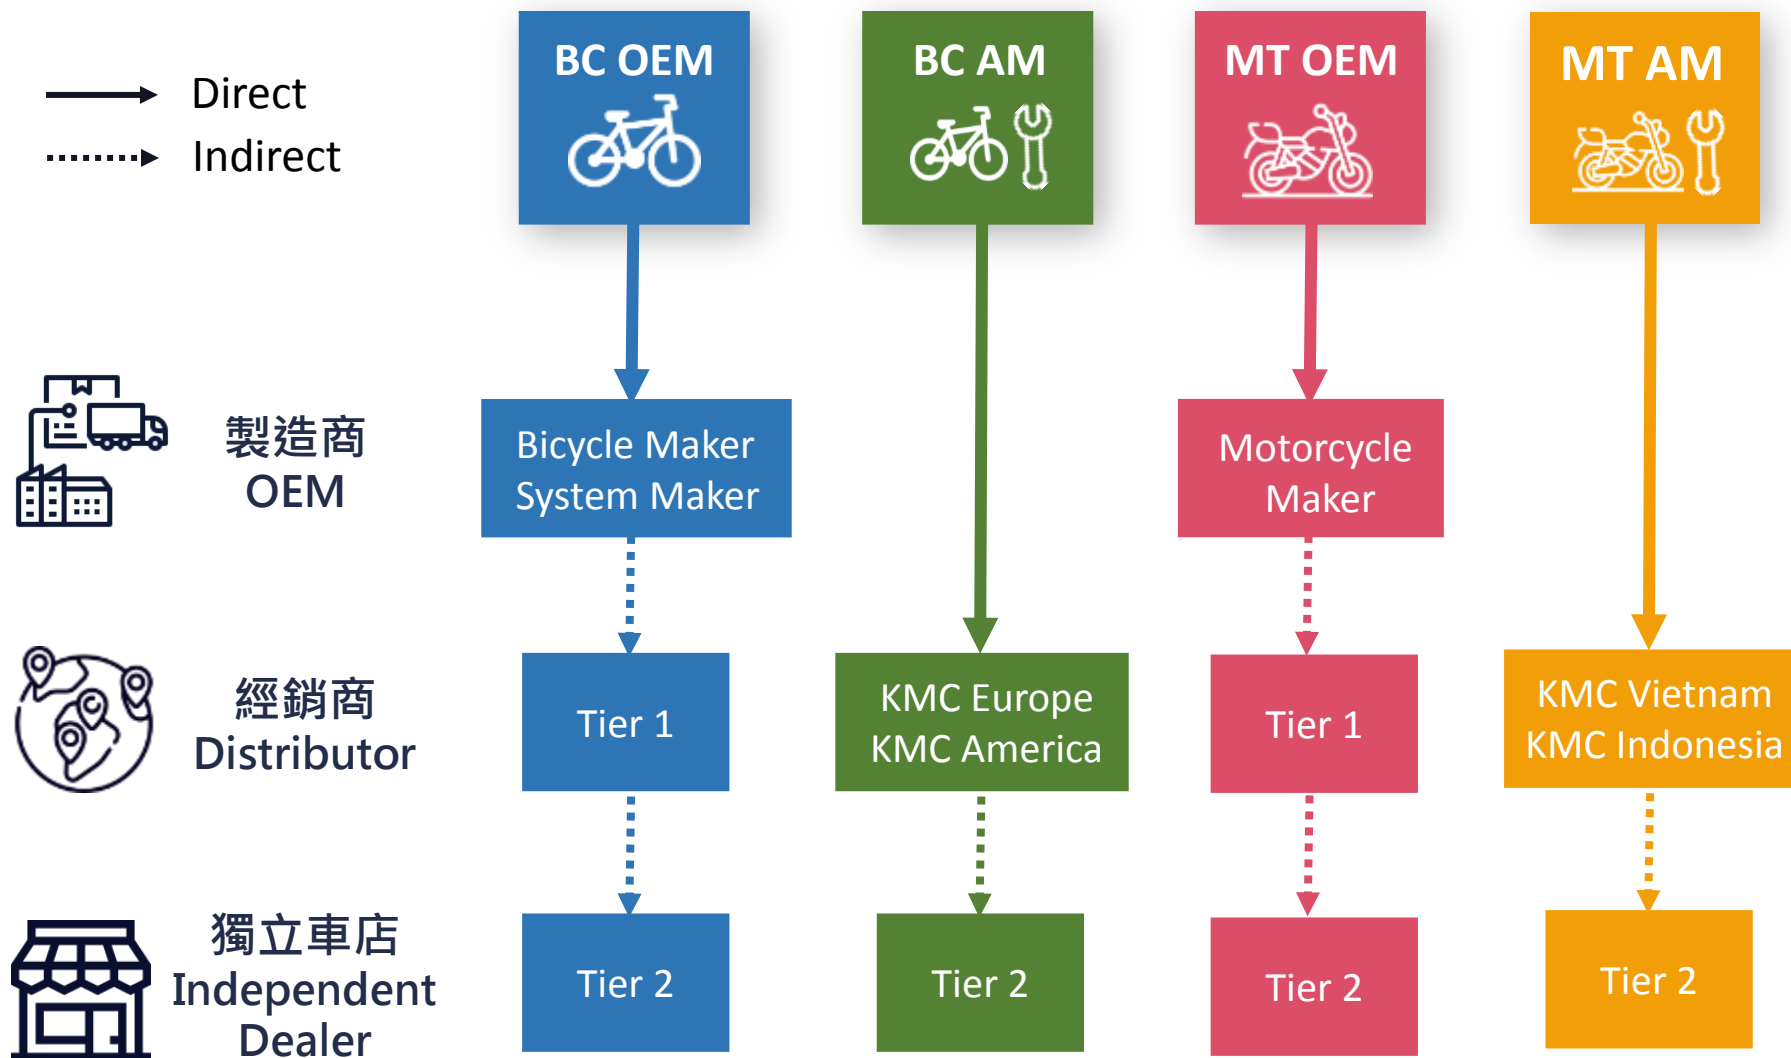 Direct
Indirect
BC OEM
BC AM
MT OEM
MT AM
製造商
OEM
Bicycle Maker
System Maker
Motorcycle
Maker
經銷商
Distributor
Tier 1
KMC Europe
KMC America
Tier 1
KMC Vietnam
KMC Indonesia
獨立車店
Independent
Dealer
Tier 2
Tier 2
Tier 2
Tier 2